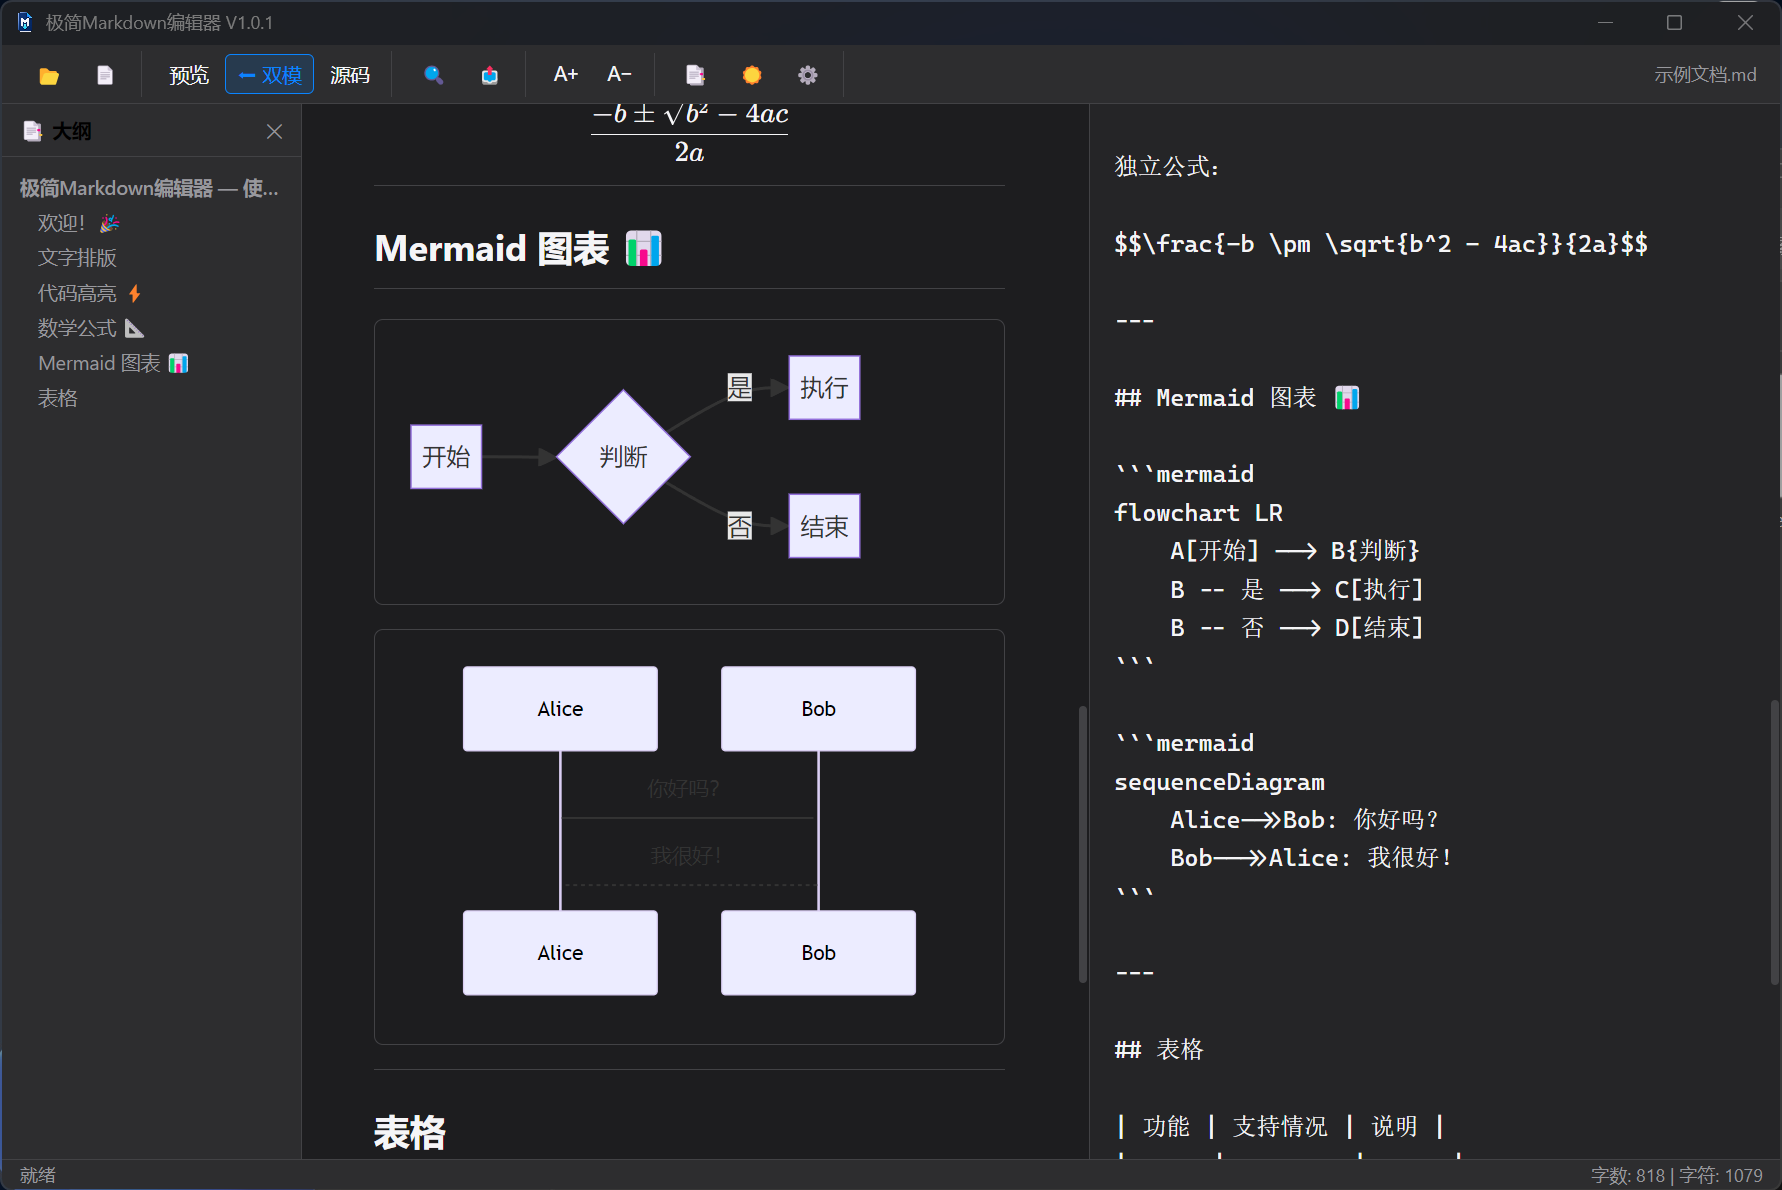 极简Markdown编辑器 V1.0.1
预览 双模 源码 A+ A− 示例文档.md
大纲
极简Markdown编辑器 — 使...
欢迎！🎉
文字排版
代码高亮 ⚡
数学公式 📐
Mermaid 图表 📊
表格
−b ± √b² − 4ac
2a
Mermaid 图表 📊
开始
判断
是
执行
否
结束
Alice
Bob
你好吗？
我很好！
Alice
Bob
表格
独立公式：
$$\frac{-b \pm \sqrt{b^2 - 4ac}}{2a}$$
---
## Mermaid 图表 📊
```mermaid
flowchart LR
    A[开始] --> B{判断}
    B -- 是 --> C[执行]
    B -- 否 --> D[结束]
```
```mermaid
sequenceDiagram
    Alice->>Bob: 你好吗？
    Bob-->>Alice: 我很好！
```
---
## 表格
| 功能 | 支持情况 | 说明 |
就绪
字数: 818 | 字符: 1079